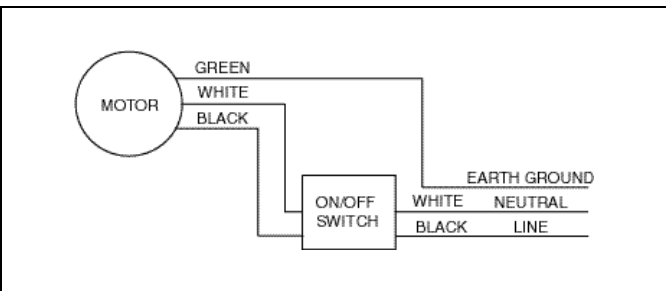 GREEN
WHITE
MOTOR
BLACK
EARTH GROUND
ON/OFF
SWITCH
WHITE NEUTRAL
BLACK LINE